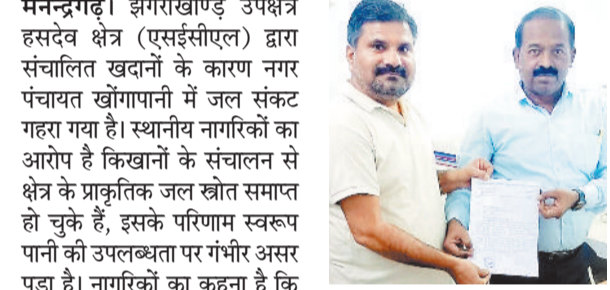 मनेन्द्रगढ़। झगराखाण्ड उपक्षेत्र
हसदेव क्षेत्र (एसईसीएल) द्वारा
संचालित खदानों के कारण नगर
पंचायत खोंगापानी में जल संकट
गहरा गया है। स्थानीय नागरिकों का
आरोप है किखानों के संचालन से
क्षेत्र के प्राकृतिक जल स्त्रोत समाप्त
हो चुके हैं, इसके परिणाम स्वरूप
पानी की उपलब्धता पर गंभीर असर
पड़ा है। नागरिकों का कहना है कि